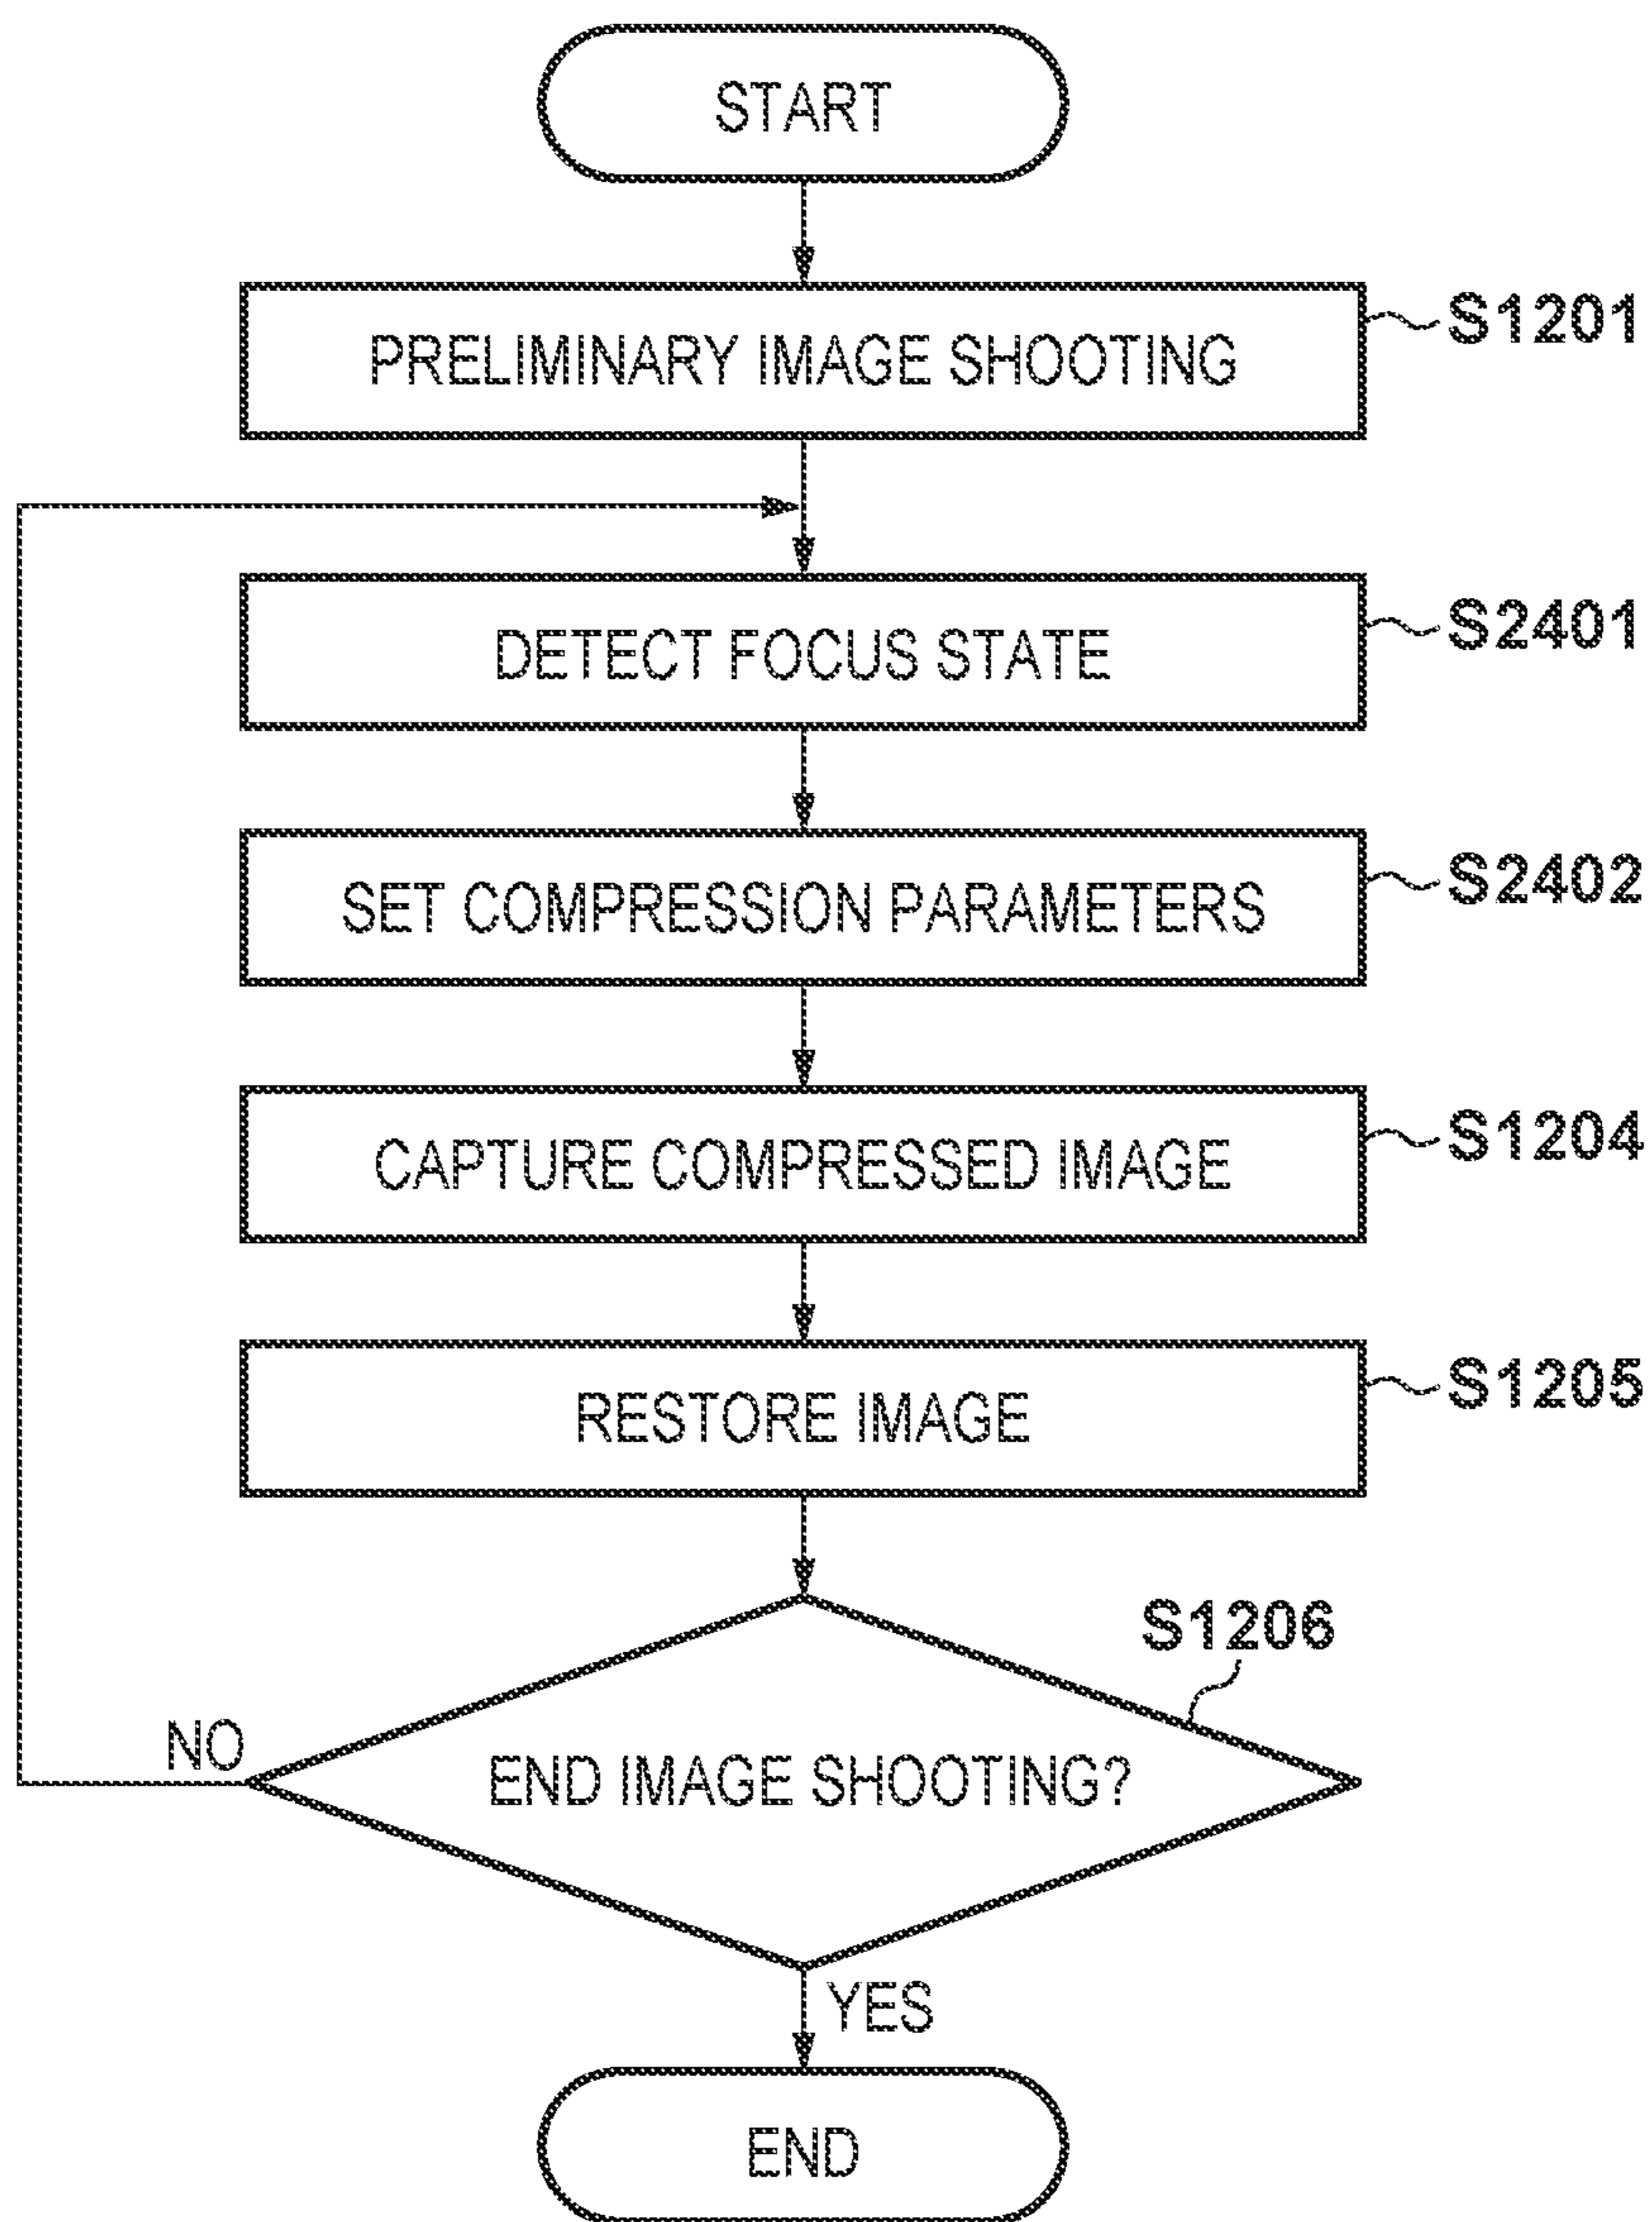 START
PRELIMINARY IMAGE SHOOTING
S1201
DETECT FOCUS STATE
S2401
SET COMPRESSION PARAMETERS
S2402
CAPTURE COMPRESSED IMAGE
S1204
RESTORE IMAGE
S1205
S1206
NO
END IMAGE SHOOTING?
YES
END